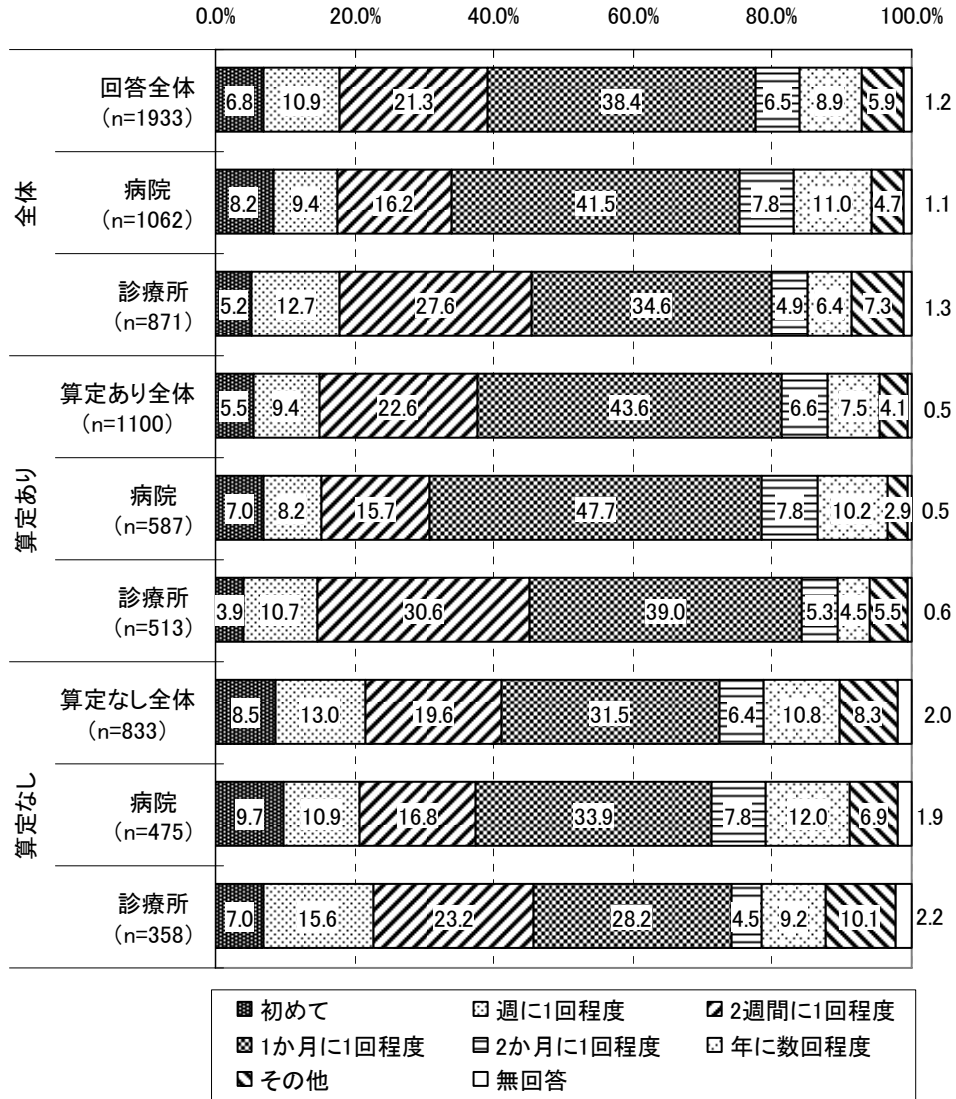 0.0% 20.0% 40.0% 60.0% 80.0% 100.0%
全体
回答全体
(n=1933)
6.8 10.9 21.3 38.4 6.5 8.9 5.9 1.2
病院
(n=1062)
8.2 9.4 16.2 41.5 7.8 11.0 4.7 1.1
診療所
(n=871)
5.2 12.7 27.6 34.6 4.9 6.4 7.3 1.3
算定あり
算定あり全体
(n=1100)
5.5 9.4 22.6 43.6 6.6 7.5 4.1 0.5
病院
(n=587)
7.0 8.2 15.7 47.7 7.8 10.2 2.9 0.5
診療所
(n=513)
3.9 10.7 30.6 39.0 5.3 4.5 5.5 0.6
算定なし
算定なし全体
(n=833)
8.5 13.0 19.6 31.5 6.4 10.8 8.3 2.0
病院
(n=475)
9.7 10.9 16.8 33.9 7.8 12.0 6.9 1.9
診療所
(n=358)
7.0 15.6 23.2 28.2 4.5 9.2 10.1 2.2
初めて 週に1回程度 2週間に1回程度
1か月に1回程度 2か月に1回程度 年に数回程度
その他 無回答